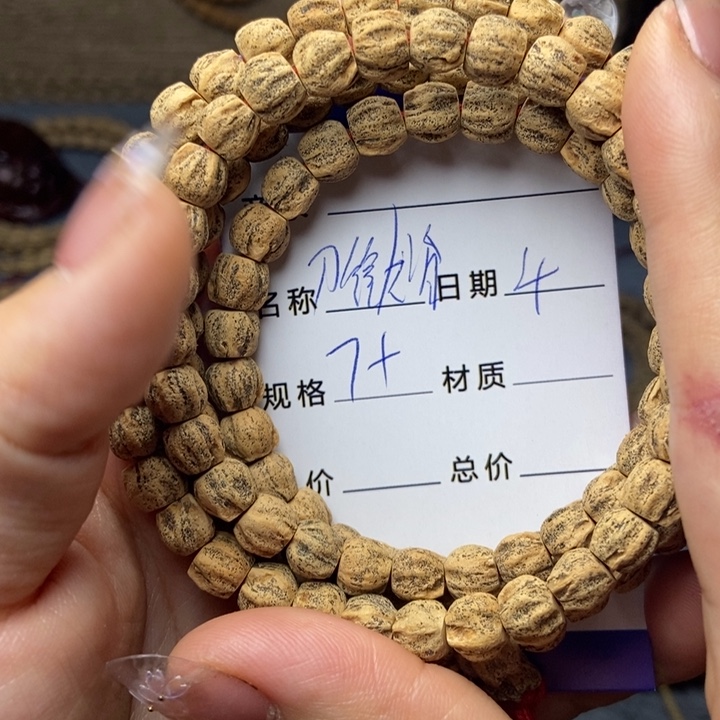 名称 日期 4
规格 7+ 材质
价 总价